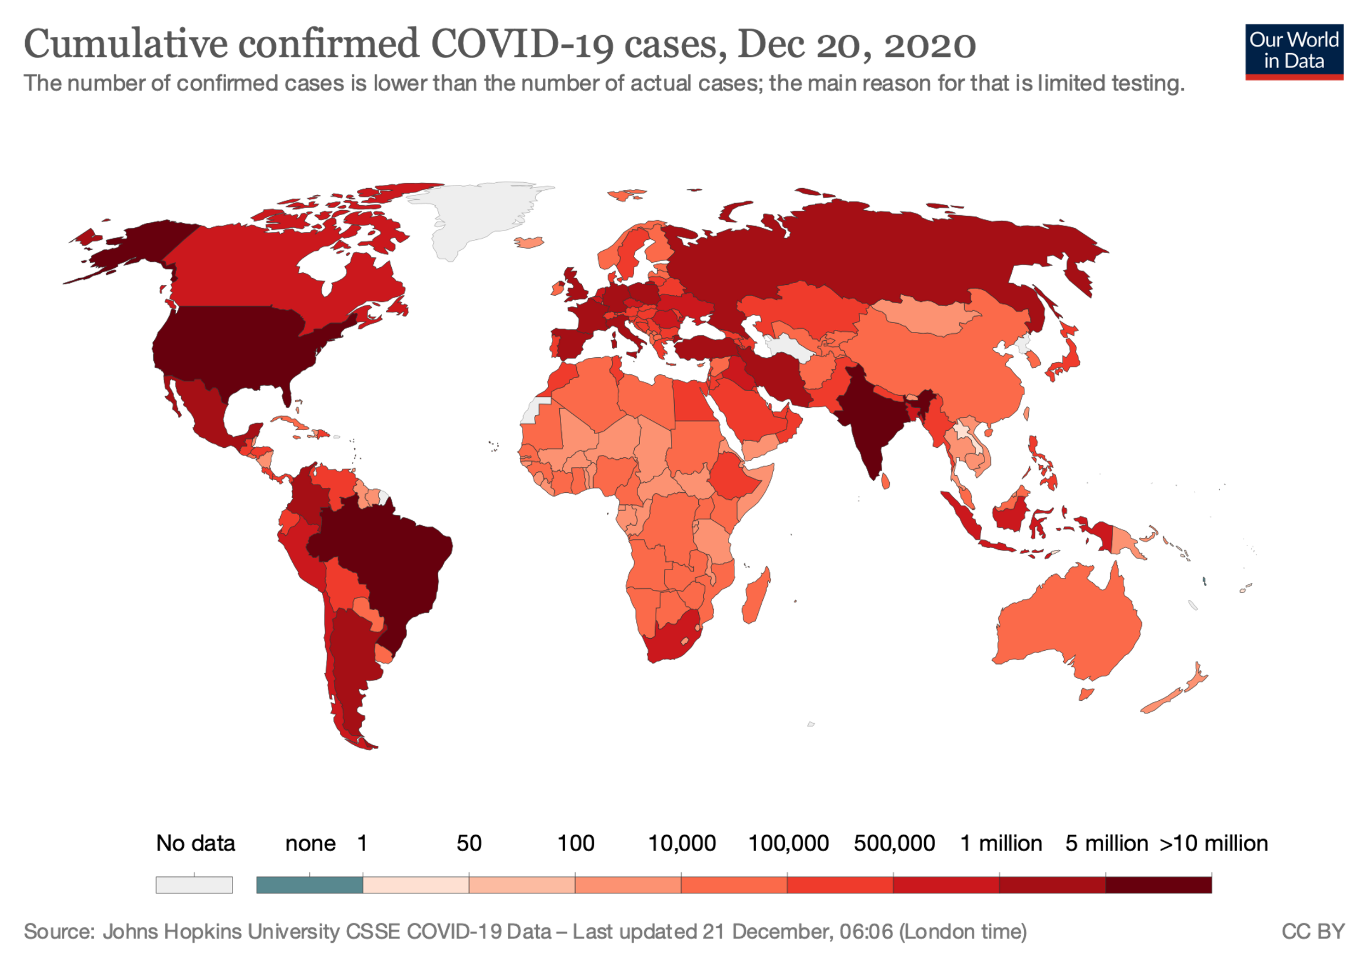 Cumulative confirmed COVID-19 cases, Dec 20, 2020
Our World
in Data
The number of confirmed cases is lower than the number of actual cases; the main reason for that is limited testing.
No data none 1 50 100 10,000 100,000 500,000 1 million 5 million >10 million
Source: Johns Hopkins University CSSE COVID-19 Data – Last updated 21 December, 06:06 (London time) CC BY